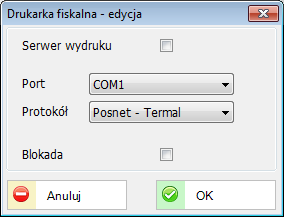 Drukarka fiskalna - edycja
Serwer wydruku
Port COM1
Protokół Posnet - Termal
Blokada
Anuluj OK